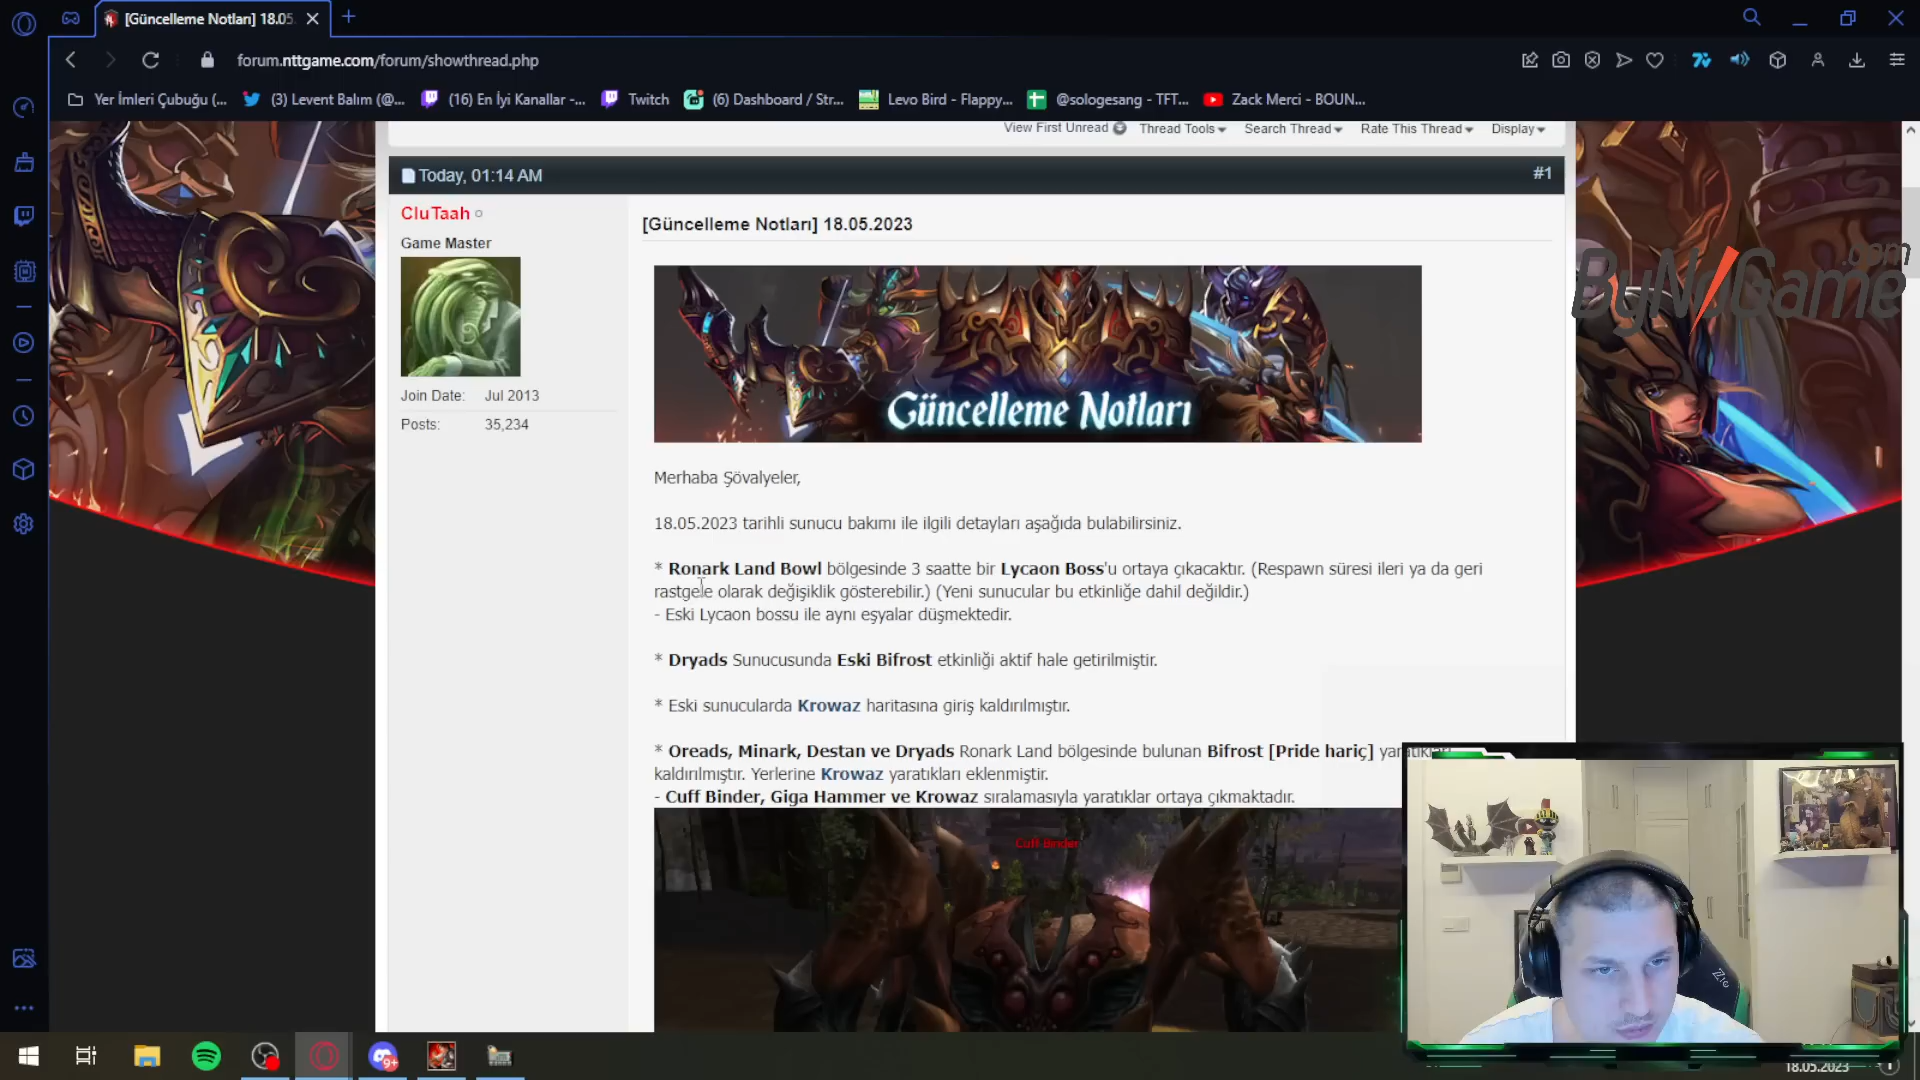 [Güncelleme Notları] 18.05
forum.nttgame.com/forum/showthread.php
Yer İmleri Çubuğu (... (3) Levent Balım (@... (16) En İyi Kanallar -... Twitch (6) Dashboard / Str... Levo Bird - Flappy... @sologesang - TFT... Zack Merci - BOUN...
View First Unread Thread Tools Search Thread Rate This Thread Display
Today, 01:14 AM #1
CluTaah
Game Master
Join Date: Jul 2013
Posts: 35,234
[Güncelleme Notları] 18.05.2023
Güncelleme Notları
ByNoGame.com
Merhaba Şövalyeler,
18.05.2023 tarihli sunucu bakımı ile ilgili detayları aşağıda bulabilirsiniz.
* Ronark Land Bowl bölgesinde 3 saatte bir Lycaon Boss'u ortaya çıkacaktır. (Respawn süresi ileri ya da geri
rastgele olarak değişiklik gösterebilir.) (Yeni sunucular bu etkinliğe dahil değildir.)
- Eski Lycaon bossu ile aynı eşyalar düşmektedir.
* Dryads Sunucusunda Eski Bifrost etkinliği aktif hale getirilmiştir.
* Eski sunucularda Krowaz haritasına giriş kaldırılmıştır.
* Oreads, Minark, Destan ve Dryads Ronark Land bölgesinde bulunan Bifrost [Pride hariç]
kaldırılmıştır. Yerlerine Krowaz yaratıkları eklenmiştir.
- Cuff Binder, Giga Hammer ve Krowaz sıralamasıyla yaratıklar ortaya çıkmaktadır.
Cuff Binder
9+
18.05.2023